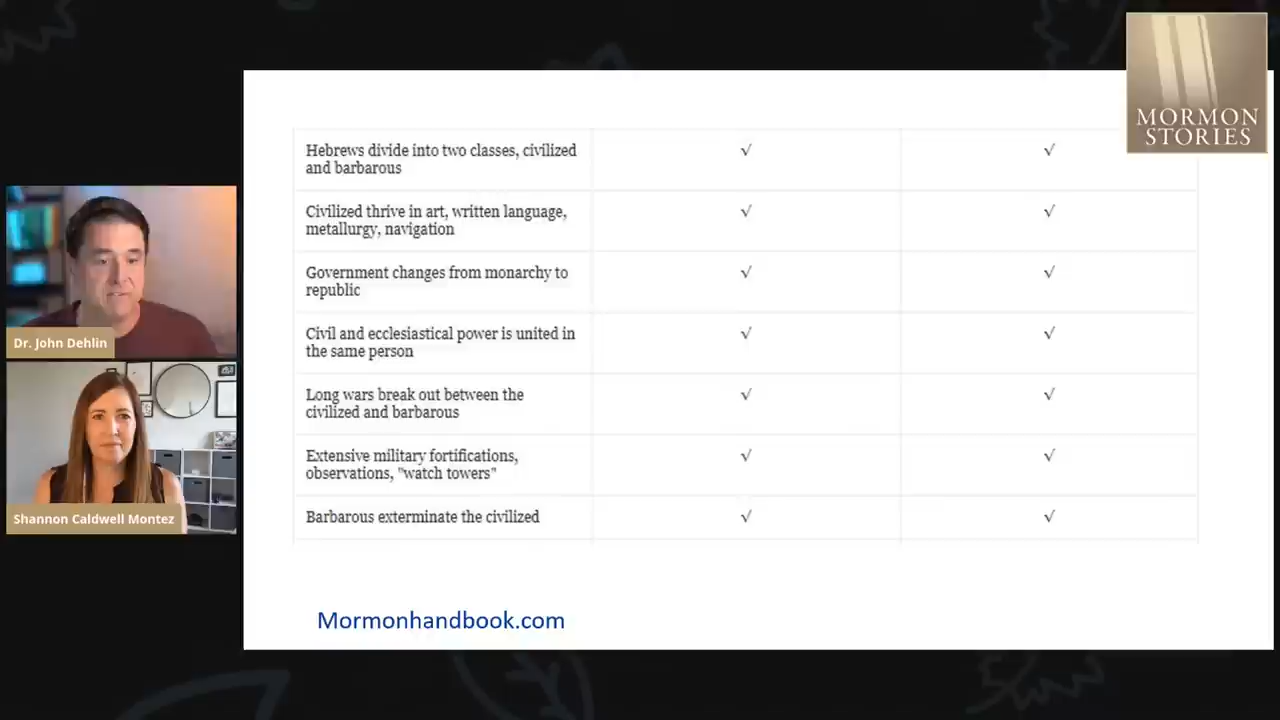 MORMON
STORIES
Hebrews divide into two classes, civilized
and barbarous
√ √
Civilized thrive in art, written language,
metallurgy, navigation
√ √
Government changes from monarchy to
republic
√ √
Civil and ecclesiastical power is united in
the same person
√ √
Long wars break out between the
civilized and barbarous
√ √
Extensive military fortifications,
observations, "watch towers"
√ √
Barbarous exterminate the civilized
√ √
Mormonhandbook.com
Dr. John Dehlin
Shannon Caldwell Montez